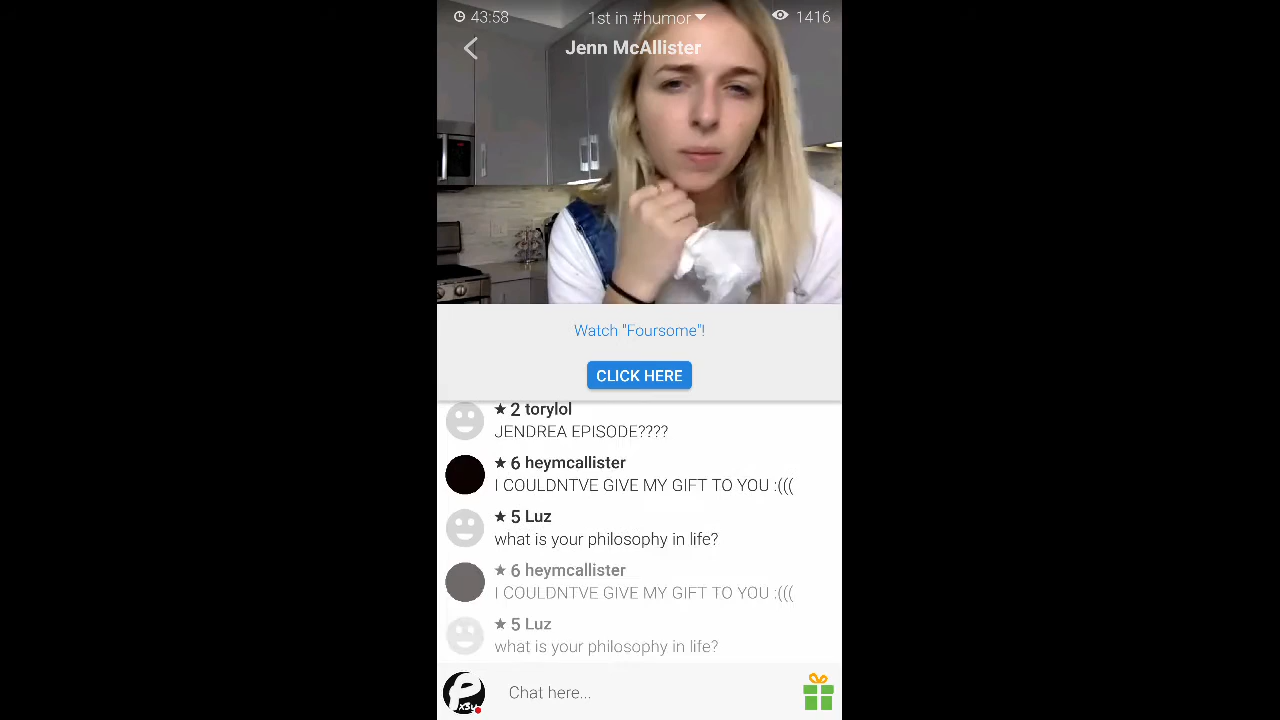 43:58
1st in #humor
1416
Jenn McAllister
Watch "Foursome"!
CLICK HERE
★ 2 torylol
JENDREA EPISODE????
★ 6 heymcallister
I COULDNTVE GIVE MY GIFT TO YOU :(((
★ 5 Luz
what is your philosophy in life?
★ 6 heymcallister
I COULDNTVE GIVE MY GIFT TO YOU :(((
★ 5 Luz
what is your philosophy in life?
Chat here...